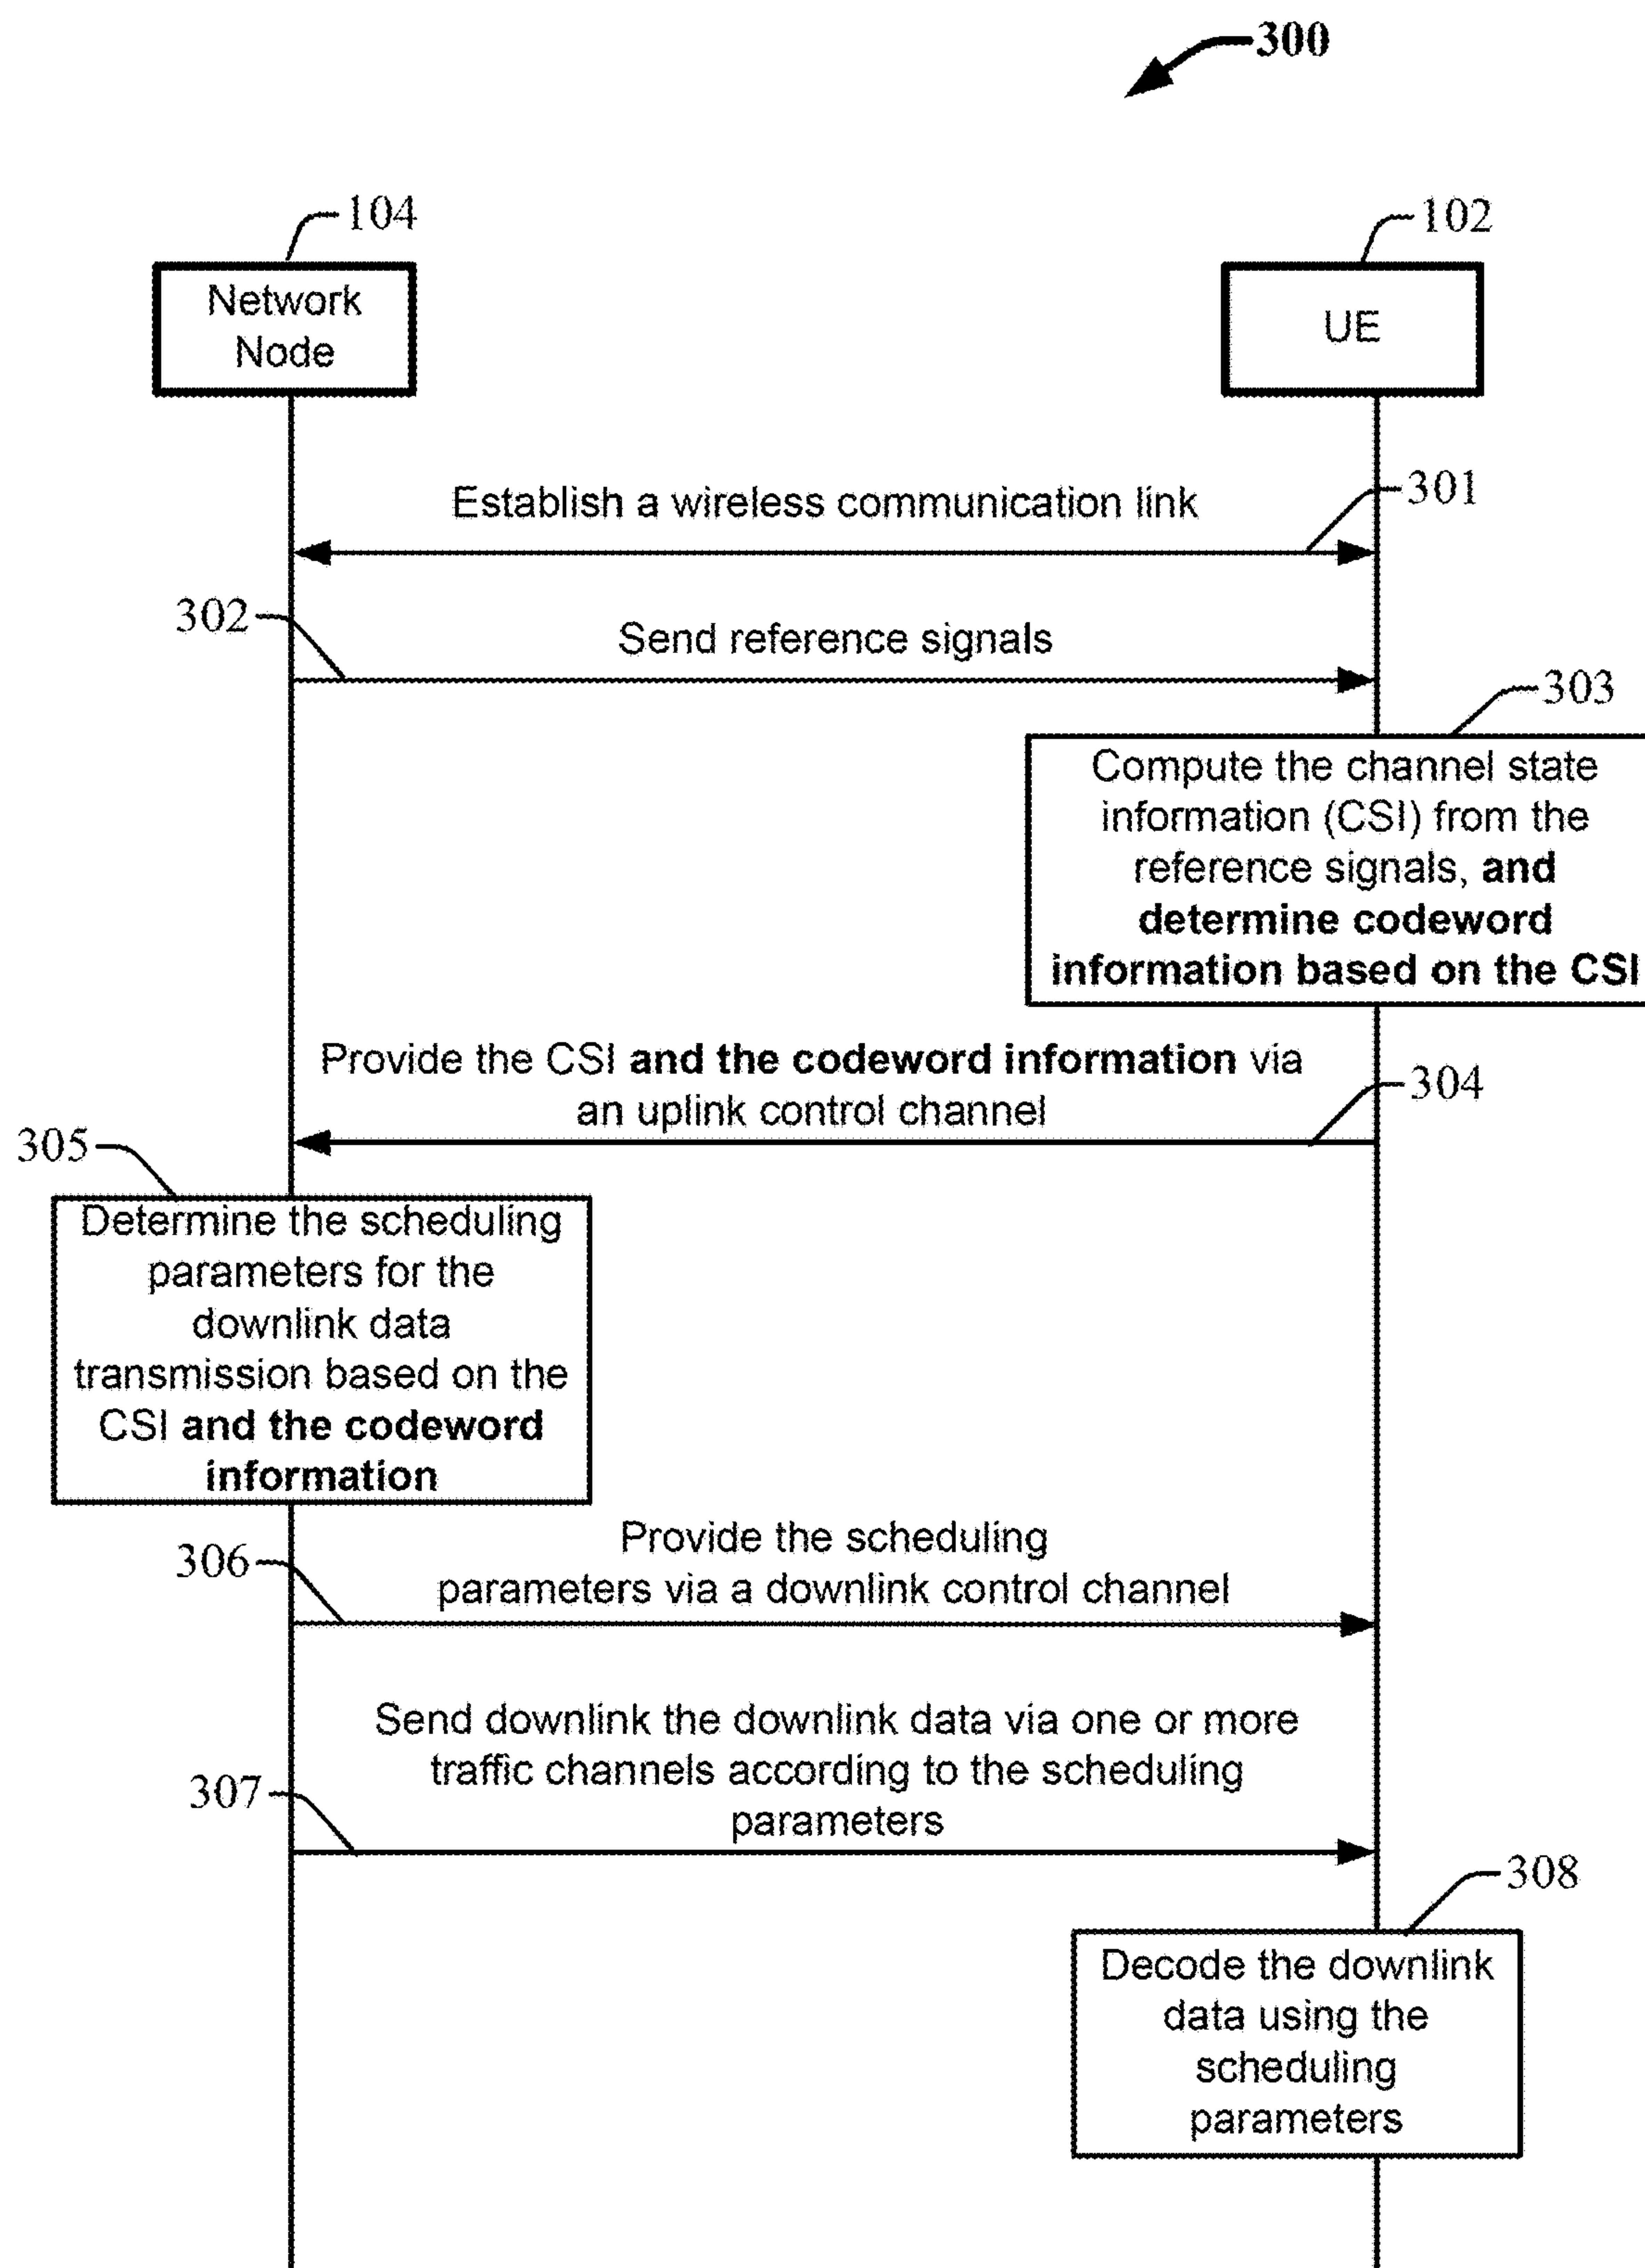 300
104
102
Network
Node
UE
Establish a wireless communication link
301
302
Send reference signals
303
Compute the channel state
information (CSI) from the
reference signals, and
determine codeword
information based on the CSI
Provide the CSI and the codeword information via
an uplink control channel
304
305
Determine the scheduling
parameters for the
downlink data
transmission based on the
CSI and the codeword
information
306
Provide the scheduling
parameters via a downlink control channel
Send downlink the downlink data via one or more
traffic channels according to the scheduling
parameters
307
308
Decode the downlink
data using the
scheduling
parameters